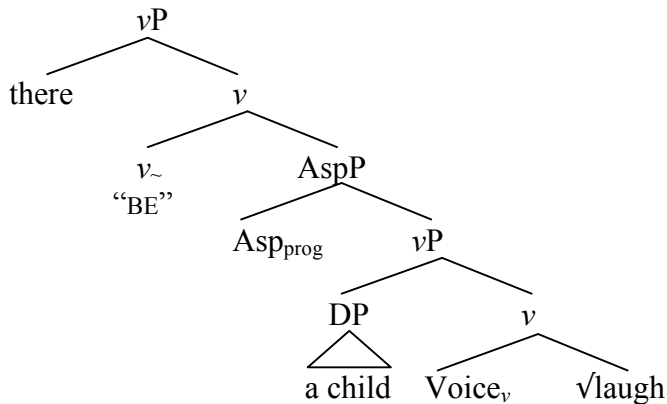 vP
there v
v~ AspP
"BE"
Aspprog vP
DP v
a child Voicev √laugh